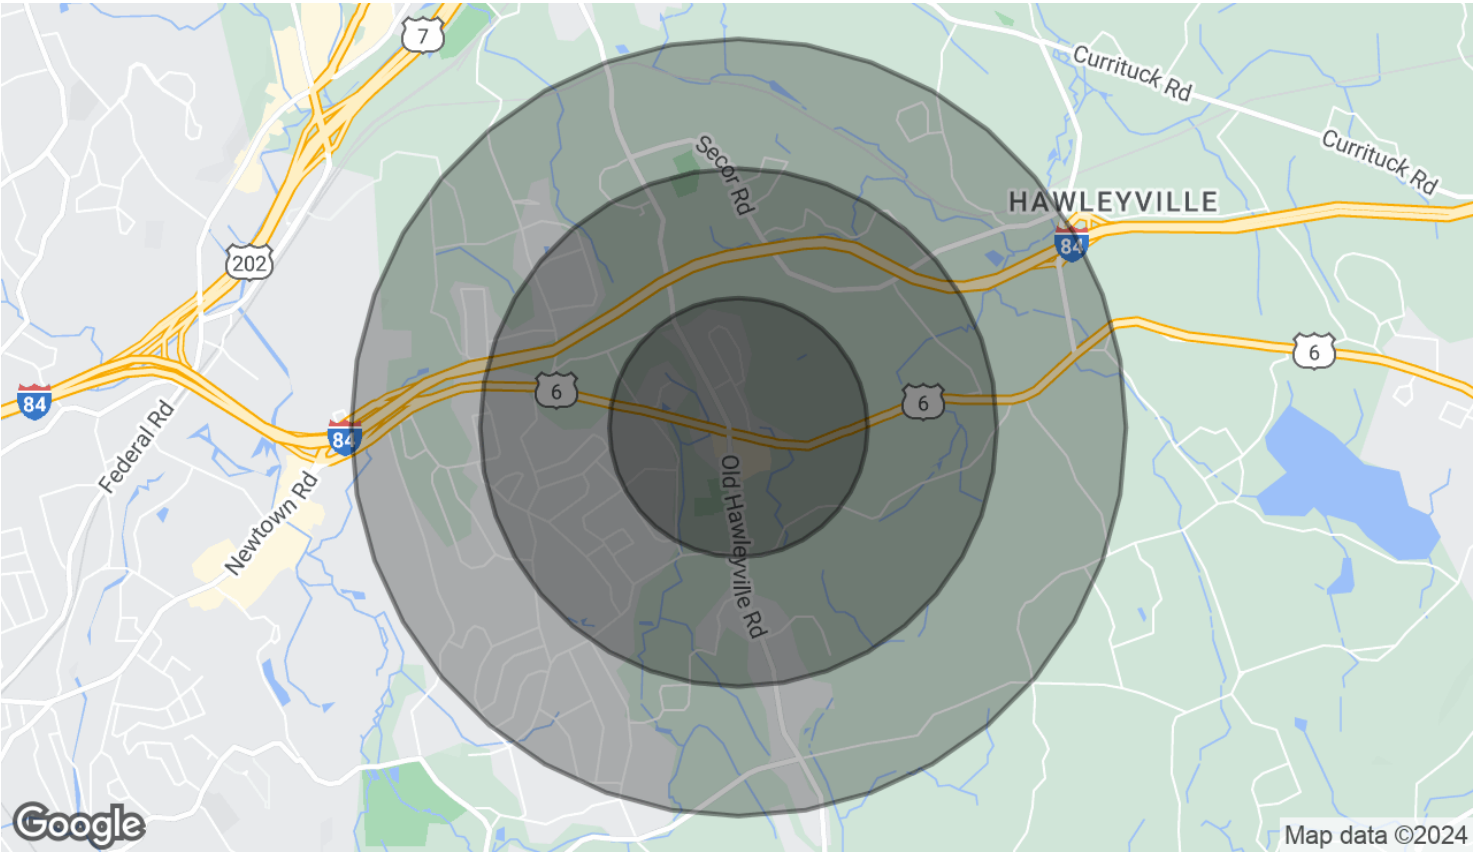 7
Currituck Rd
Currituck Rd
Secor Rd
HAWLEYVILLE
84
202
6
6
6
84
84
Federal Rd
Newtown Rd
Old Hawleyville Rd
Google
Map data ©2024